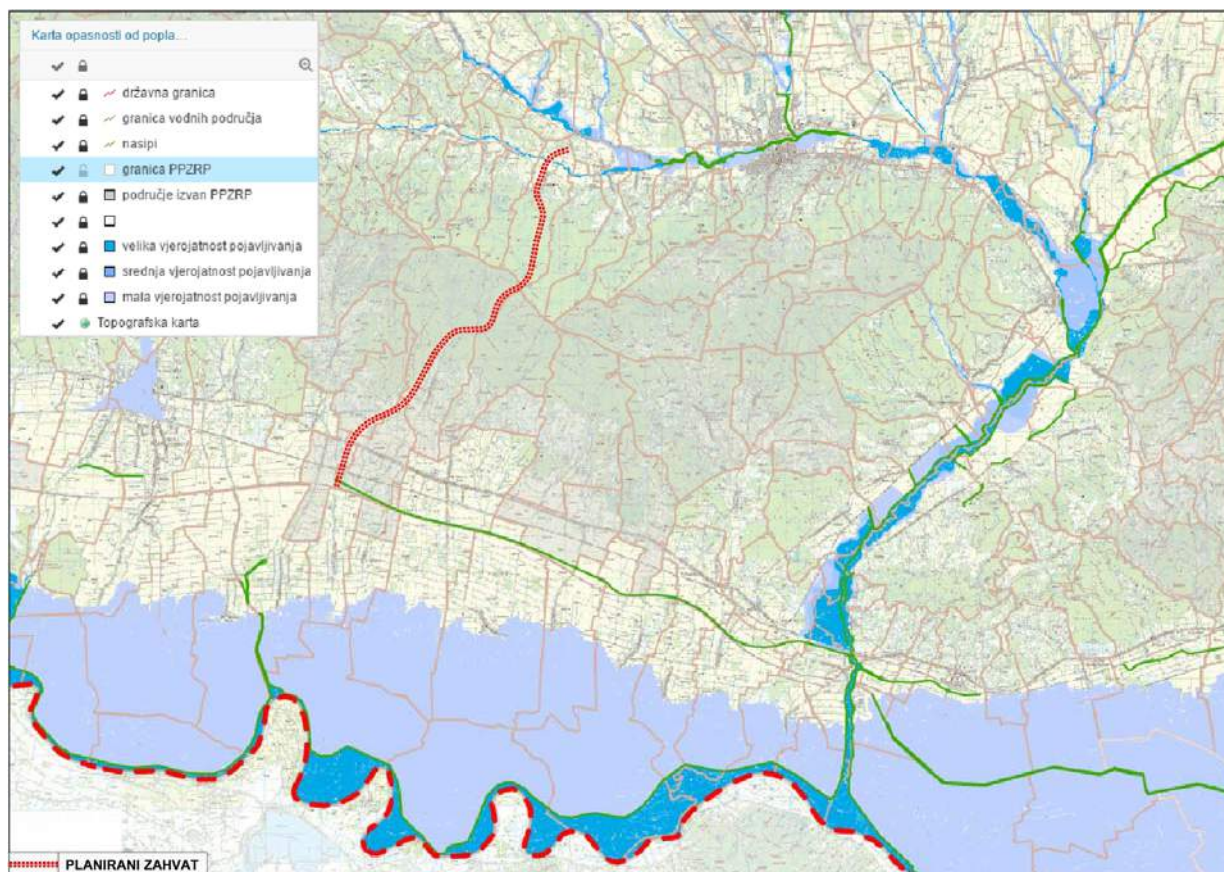 Karta opasnosti od popla...
državna granica
granica vodnih područja
nasipi
granica PPZRP
područje izvan PPZRP
velika vjerojatnost pojavljivanja
srednja vjerojatnost pojavljivanja
mala vjerojatnost pojavljivanja
Topografska karta
PLANIRANI ZAHVAT